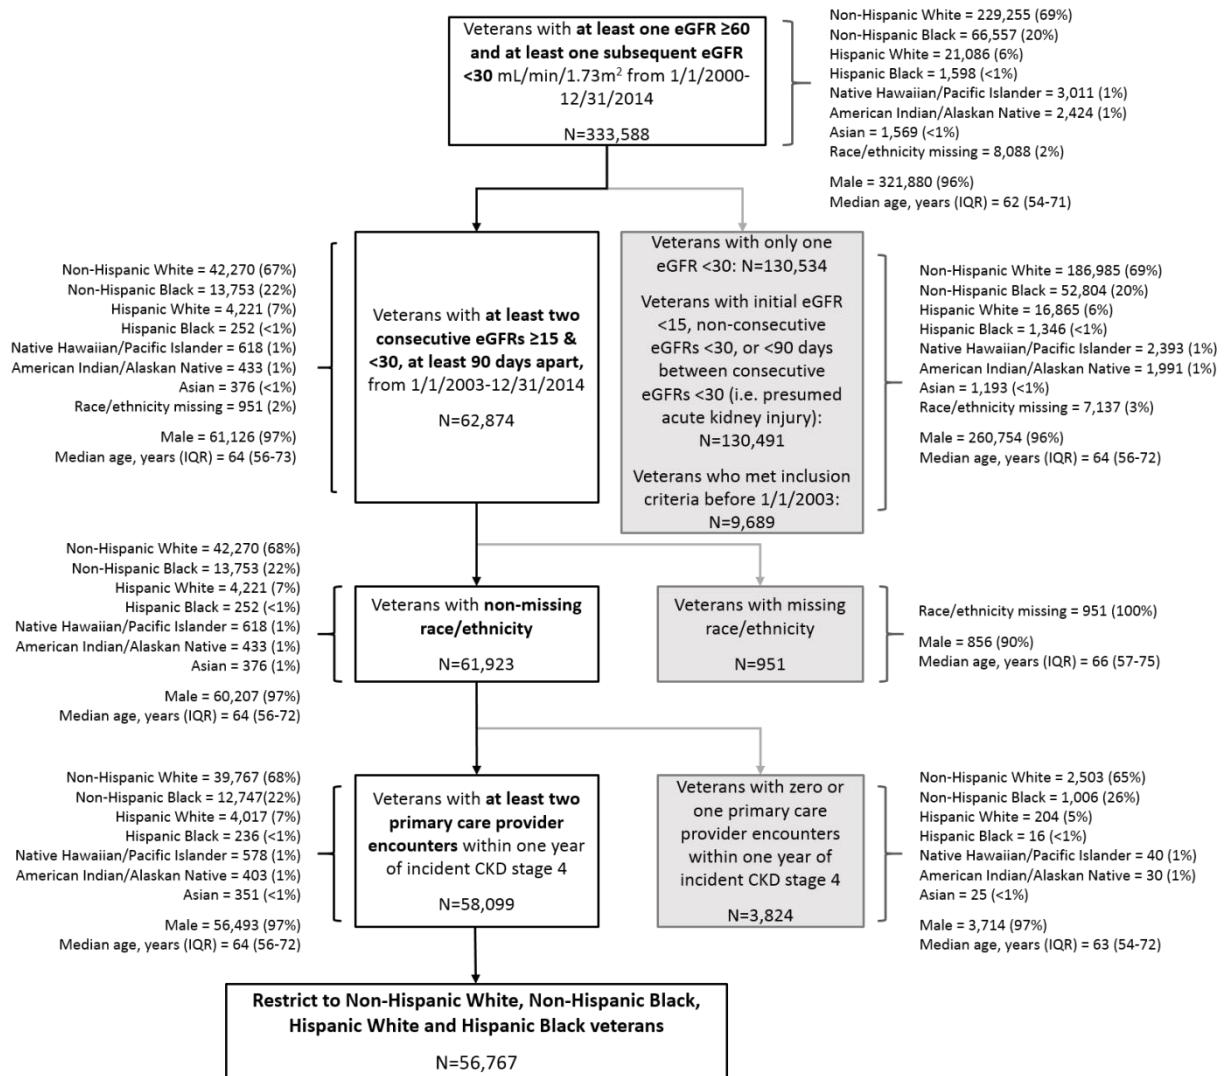 Veterans with at least one eGFR ≥60
and at least one subsequent eGFR
<30 mL/min/1.73m² from 1/1/2000-
12/31/2014
N=333,588
Non-Hispanic White = 229,255 (69%)
Non-Hispanic Black = 66,557 (20%)
Hispanic White = 21,086 (6%)
Hispanic Black = 1,598 (<1%)
Native Hawaiian/Pacific Islander = 3,011 (1%)
American Indian/Alaskan Native = 2,424 (1%)
Asian = 1,569 (<1%)
Race/ethnicity missing = 8,088 (2%)
Male = 321,880 (96%)
Median age, years (IQR) = 62 (54-71)
Non-Hispanic White = 42,270 (67%)
Non-Hispanic Black = 13,753 (22%)
Hispanic White = 4,221 (7%)
Hispanic Black = 252 (<1%)
Native Hawaiian/Pacific Islander = 618 (1%)
American Indian/Alaskan Native = 433 (1%)
Asian = 376 (<1%)
Race/ethnicity missing = 951 (2%)
Male = 61,126 (97%)
Median age, years (IQR) = 64 (56-73)
Veterans with at least two
consecutive eGFRs ≥15 &
<30, at least 90 days apart,
from 1/1/2003-12/31/2014
N=62,874
Veterans with only one
eGFR <30: N=130,534
Veterans with initial eGFR
<15, non-consecutive
eGFRs <30, or <90 days
between consecutive
eGFRs <30 (i.e. presumed
acute kidney injury):
N=130,491
Veterans who met inclusion
criteria before 1/1/2003:
N=9,689
Non-Hispanic White = 186,985 (69%)
Non-Hispanic Black = 52,804 (20%)
Hispanic White = 16,865 (6%)
Hispanic Black = 1,346 (<1%)
Native Hawaiian/Pacific Islander = 2,393 (1%)
American Indian/Alaskan Native = 1,991 (1%)
Asian = 1,193 (<1%)
Race/ethnicity missing = 7,137 (3%)
Male = 260,754 (96%)
Median age, years (IQR) = 64 (56-72)
Non-Hispanic White = 42,270 (68%)
Non-Hispanic Black = 13,753 (22%)
Hispanic White = 4,221 (7%)
Hispanic Black = 252 (<1%)
Native Hawaiian/Pacific Islander = 618 (1%)
American Indian/Alaskan Native = 433 (1%)
Asian = 376 (1%)
Male = 60,207 (97%)
Median age, years (IQR) = 64 (56-72)
Veterans with non-missing
race/ethnicity
N=61,923
Veterans with missing
race/ethnicity
N=951
Race/ethnicity missing = 951 (100%)
Male = 856 (90%)
Median age, years (IQR) = 66 (57-75)
Non-Hispanic White = 39,767 (68%)
Non-Hispanic Black = 12,747(22%)
Hispanic White = 4,017 (7%)
Hispanic Black = 236 (<1%)
Native Hawaiian/Pacific Islander = 578 (1%)
American Indian/Alaskan Native = 403 (1%)
Asian = 351 (<1%)
Male = 56,493 (97%)
Median age, years (IQR) = 64 (56-72)
Veterans with at least two
primary care provider
encounters within one year
of incident CKD stage 4
N=58,099
Veterans with zero or
one primary care
provider encounters
within one year of
incident CKD stage 4
N=3,824
Non-Hispanic White = 2,503 (65%)
Non-Hispanic Black = 1,006 (26%)
Hispanic White = 204 (5%)
Hispanic Black = 16 (<1%)
Native Hawaiian/Pacific Islander = 40 (1%)
American Indian/Alaskan Native = 30 (1%)
Asian = 25 (<1%)
Male = 3,714 (97%)
Median age, years (IQR) = 63 (54-72)
Restrict to Non-Hispanic White, Non-Hispanic Black,
Hispanic White and Hispanic Black veterans
N=56,767